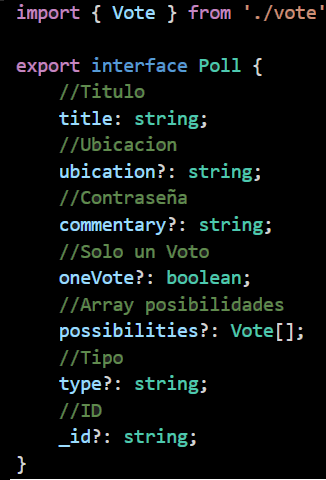 import { Vote } from './vote'
export interface Poll {
//Titulo
title: string;
//Ubicacion
ubication?: string;
//Contraseña
commentary?: string;
//Solo un Voto
oneVote?: boolean;
//Array posibilidades
possibilities?: Vote[];
//Tipo
type?: string;
//ID
_id?: string;
}